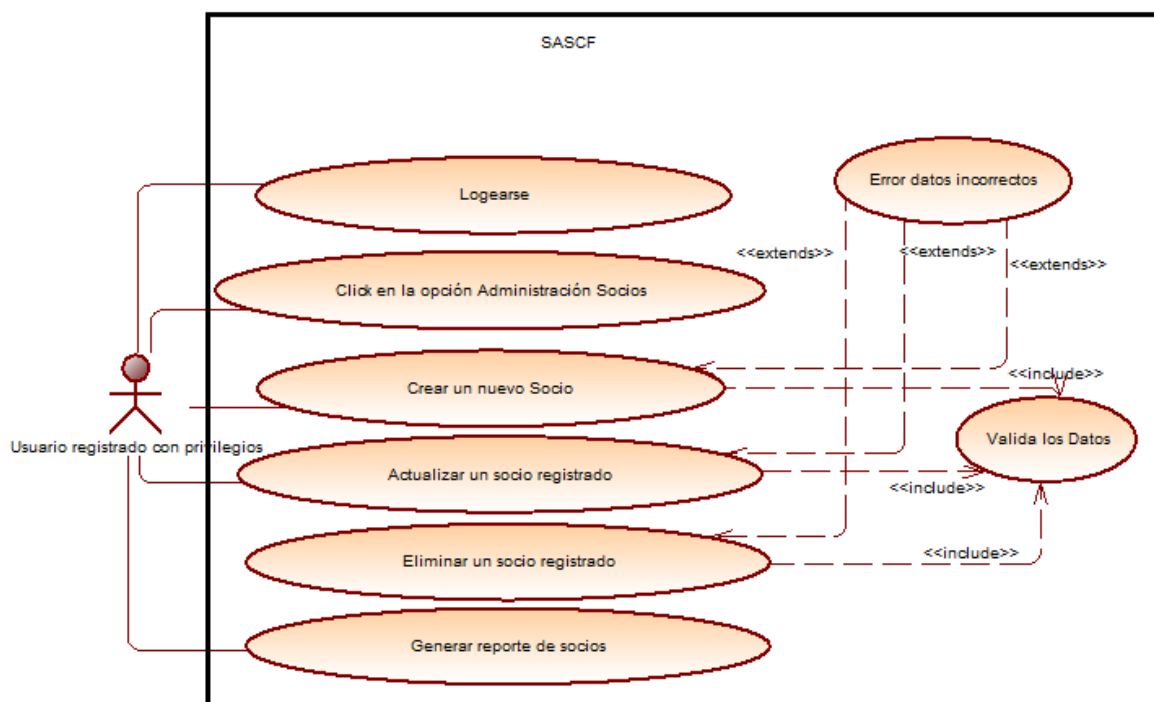 SASCF
Logearse
Error datos incorrectos
<<extends>>
<<extends>>
<<extends>>
Click en la opción Administración Socios
Crear un nuevo Socio
<<include>>
Usuario registrado con privilegios
Valida los Datos
Actualizar un socio registrado
<<include>>
Eliminar un socio registrado
<<include>>
Generar reporte de socios